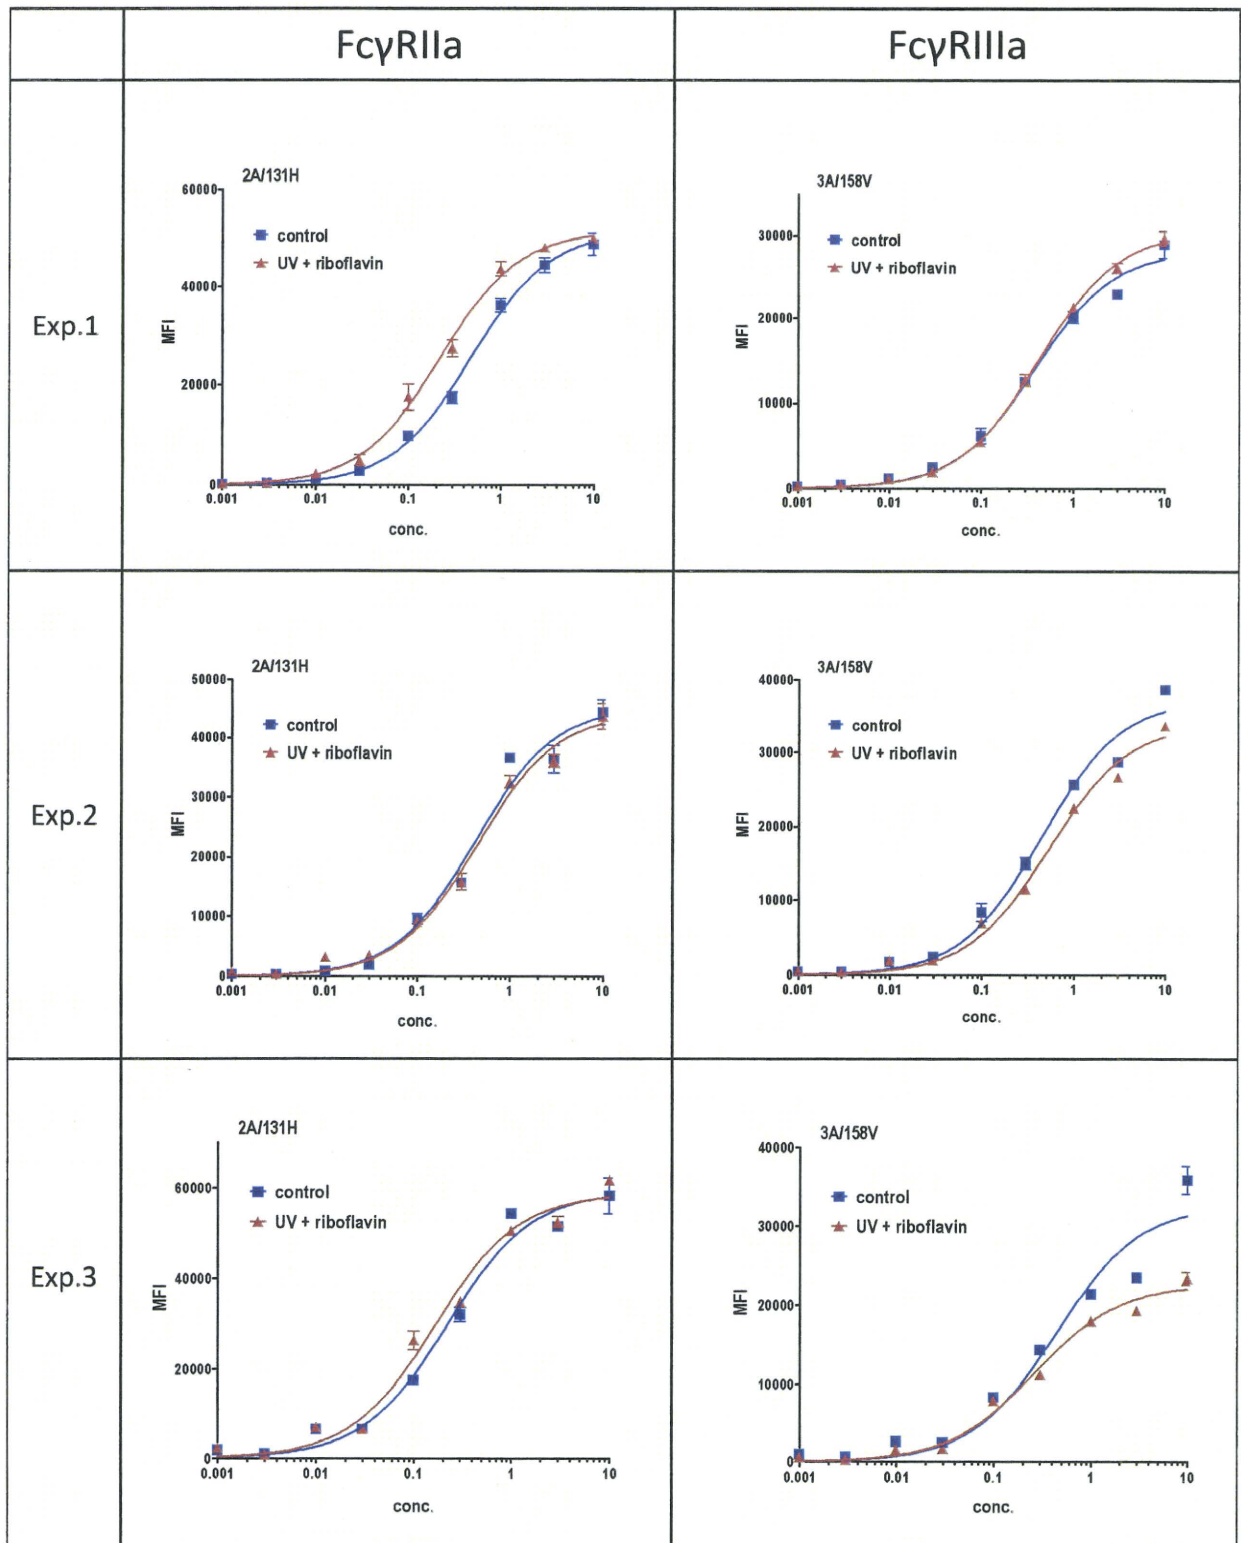 FcγRIIa
FcγRIIIa
Exp.1
2A/131H
60000
40000
20000
0
MFI
control
UV + riboflavin
0.001
0.01
0.1
1
10
conc.
3A/158V
30000
20000
10000
0
MFI
control
UV + riboflavin
0.001
0.01
0.1
1
10
conc.
Exp.2
2A/131H
50000
40000
30000
20000
10000
0
MFI
control
UV + riboflavin
0.001
0.01
0.1
1
10
conc.
3A/158V
40000
30000
20000
10000
0
MFI
control
UV + riboflavin
0.001
0.01
0.1
1
10
conc.
Exp.3
2A/131H
60000
40000
20000
0
MFI
control
UV + riboflavin
0.001
0.01
0.1
1
10
conc.
3A/158V
40000
30000
20000
10000
0
MFI
control
UV + riboflavin
0.001
0.01
0.1
1
10
conc.